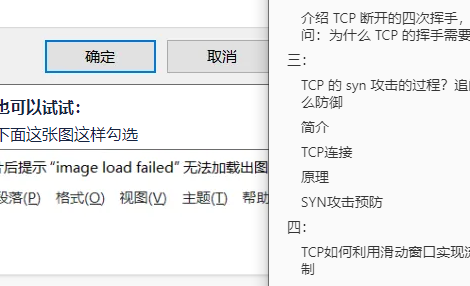 确定 取消
也可以试试：
下面这张图这样勾选
后提示“image load failed”无法加载出图
段落(P) 格式(O) 视图(V) 主题(T) 帮助
介绍 TCP 断开的四次挥手，
问：为什么 TCP 的挥手需要
三：
TCP 的 syn 攻击的过程？追
么防御
简介
TCP连接
原理
SYN攻击预防
四：
TCP如何利用滑动窗口实现流
制